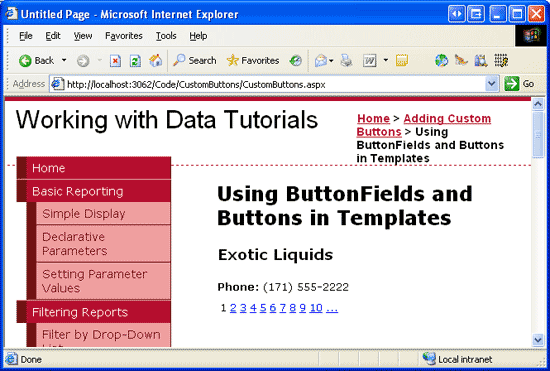 Untitled Page - Microsoft Internet Explorer
File Edit View Favorites Tools Help
Back Search Favorites
Address http://localhost:3062/Code/CustomButtons/CustomButtons.aspx Go
Working with Data Tutorials
Home > Adding Custom
Buttons > Using
ButtonFields and Buttons
in Templates
Home
Basic Reporting
Simple Display
Declarative
Parameters
Setting Parameter
Values
Filtering Reports
Filter by Drop-Down
List
Using ButtonFields and
Buttons in Templates
Exotic Liquids
Phone: (171) 555-2222
1 2 3 4 5 6 7 8 9 10 ...
Done
Local intranet